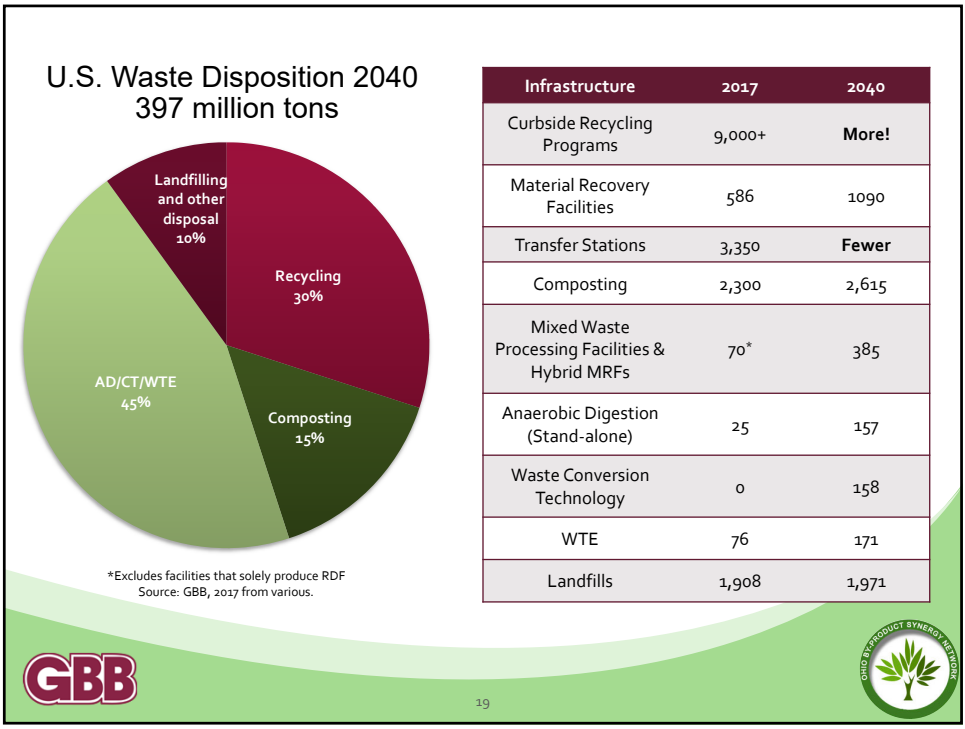 U.S. Waste Disposition 2040
397 million tons
Landfilling
and other
disposal
10%
Recycling
30%
AD/CT/WTE
45%
Composting
15%
*Excludes facilities that solely produce RDF
Source: GBB, 2017 from various.
Infrastructure 2017 2040
Curbside Recycling
Programs
9,000+ More!
Material Recovery
Facilities
586 1090
Transfer Stations 3,350 Fewer
Composting 2,300 2,615
Mixed Waste
Processing Facilities &
Hybrid MRFs
70* 385
Anaerobic Digestion
(Stand-alone)
25 157
Waste Conversion
Technology
0 158
WTE 76 171
Landfills 1,908 1,971
GBB
19
OHIO BY-PRODUCT SYNERGY NETWORK